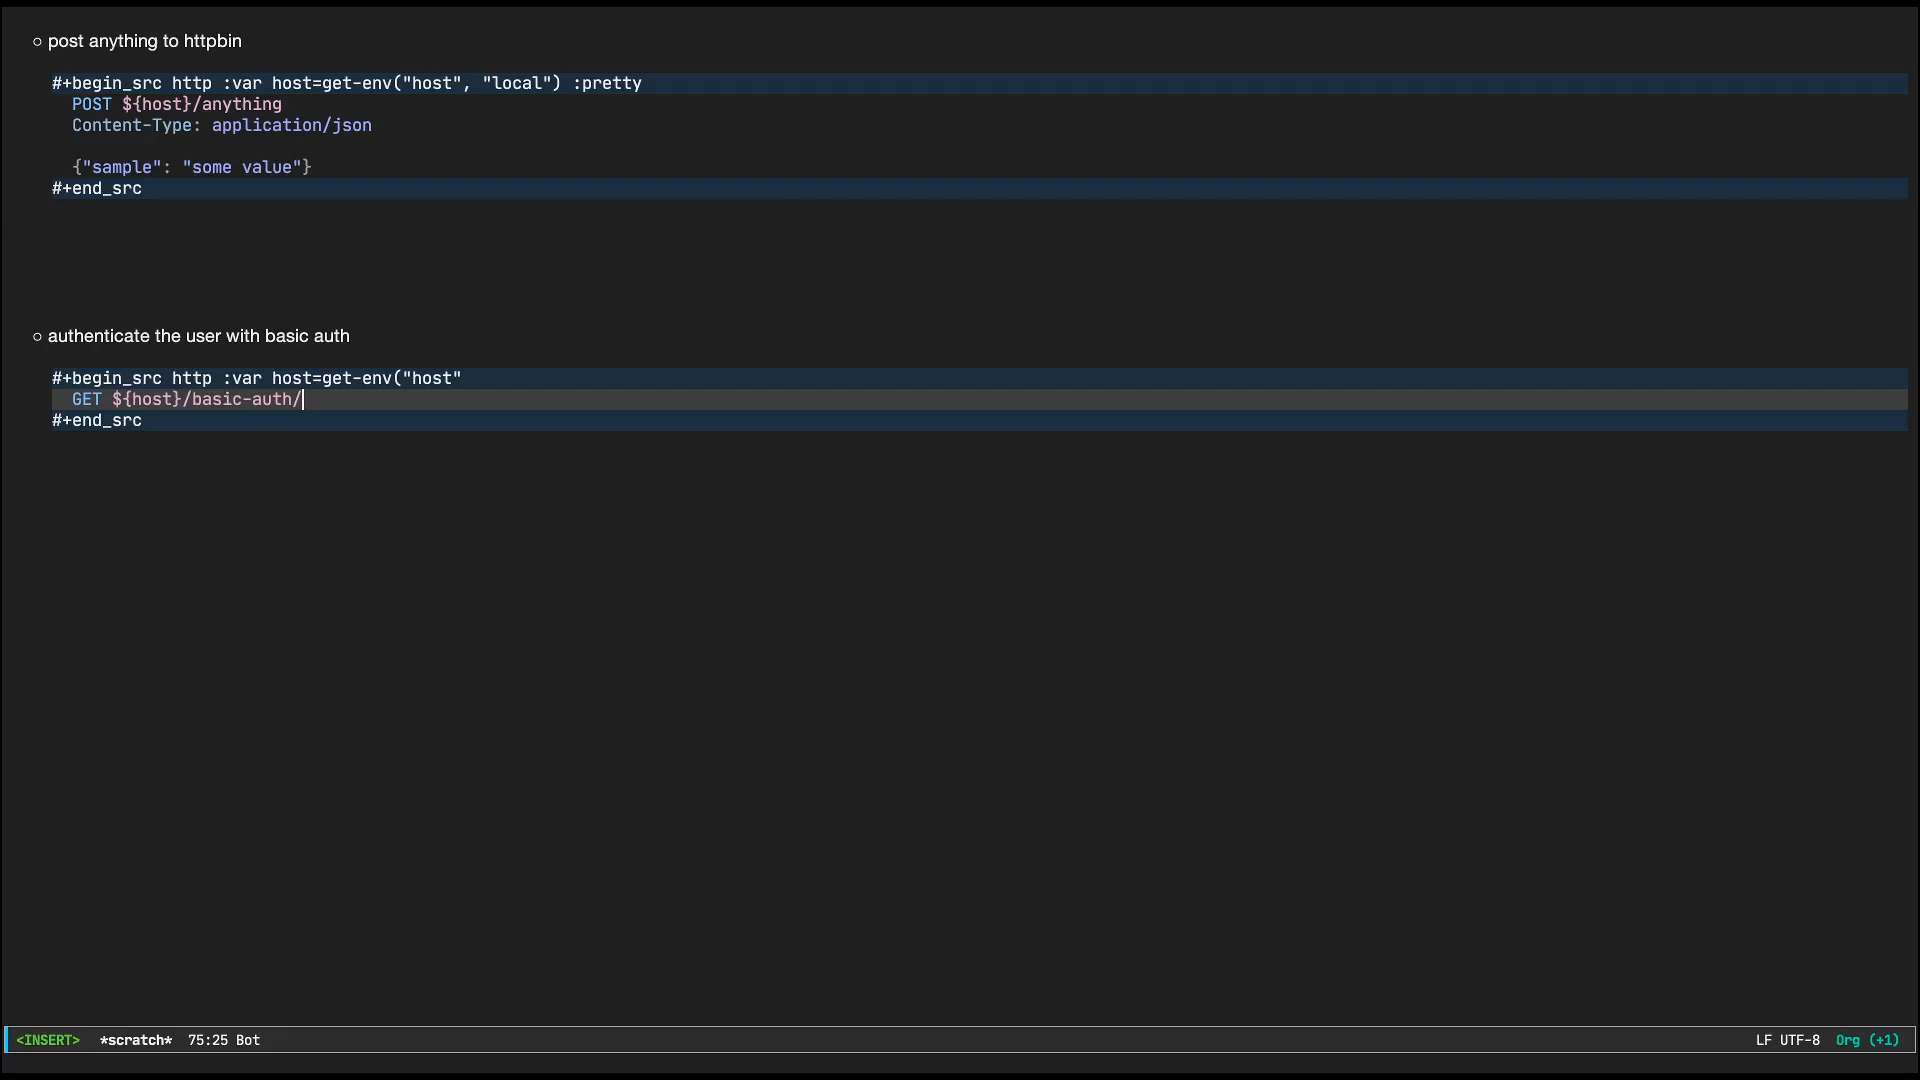 ○ post anything to httpbin
#+begin_src http :var host=get-env("host", "local") :pretty
POST ${host}/anything
Content-Type: application/json
{"sample": "some value"}
#+end_src
○ authenticate the user with basic auth
#+begin_src http :var host=get-env("host"
GET ${host}/basic-auth/
#+end_src
<INSERT> *scratch* 75:25 Bot LF UTF-8 Org (+1)